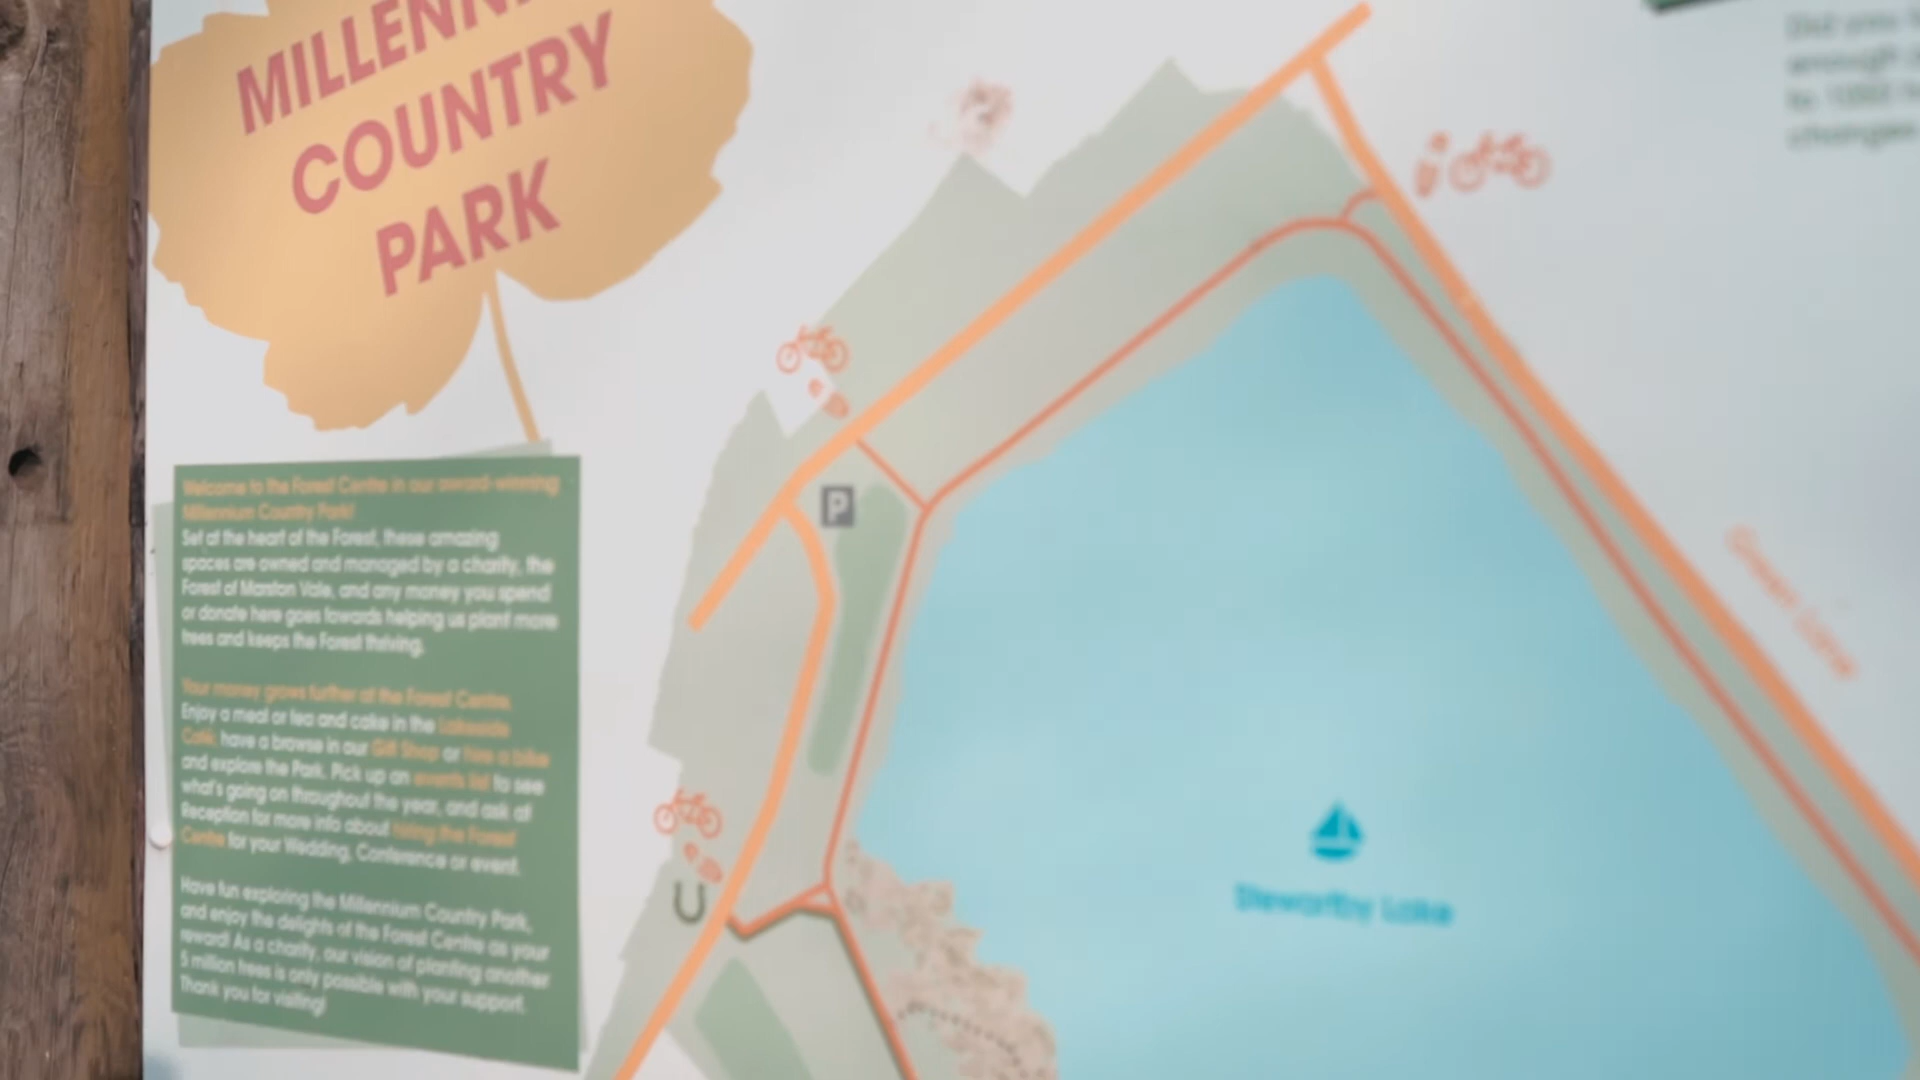 MILLENN
COUNTRY
PARK
Welcome to the Forest Centre in our award-winning
Millennium Country Park!
Set at the heart of the Forest, these amazing
spaces are owned and managed by a charity, the
Forest of Marston Vale, and any money you spend
or donate here goes towards helping us plant more
trees and keeps the Forest thriving.
Your money grows further at the Forest Centre.
Enjoy a meal or tea and cake in the Lakeside
Café, have a browse in our Gift Shop or hire a bike
and explore the Park. Pick up an events list to see
what's going on throughout the year, and ask at
Reception for more info about hiring the Forest
Centre for your Wedding, Conference or event.
Have fun exploring the Millennium Country Park,
and enjoy the delights of the Forest Centre as your
reward! As a charity, our vision of planting another
5 million trees is only possible with your support.
Thank you for visiting!
P
Stewartby Lake
Green Lane
Did you
enough
to
changes